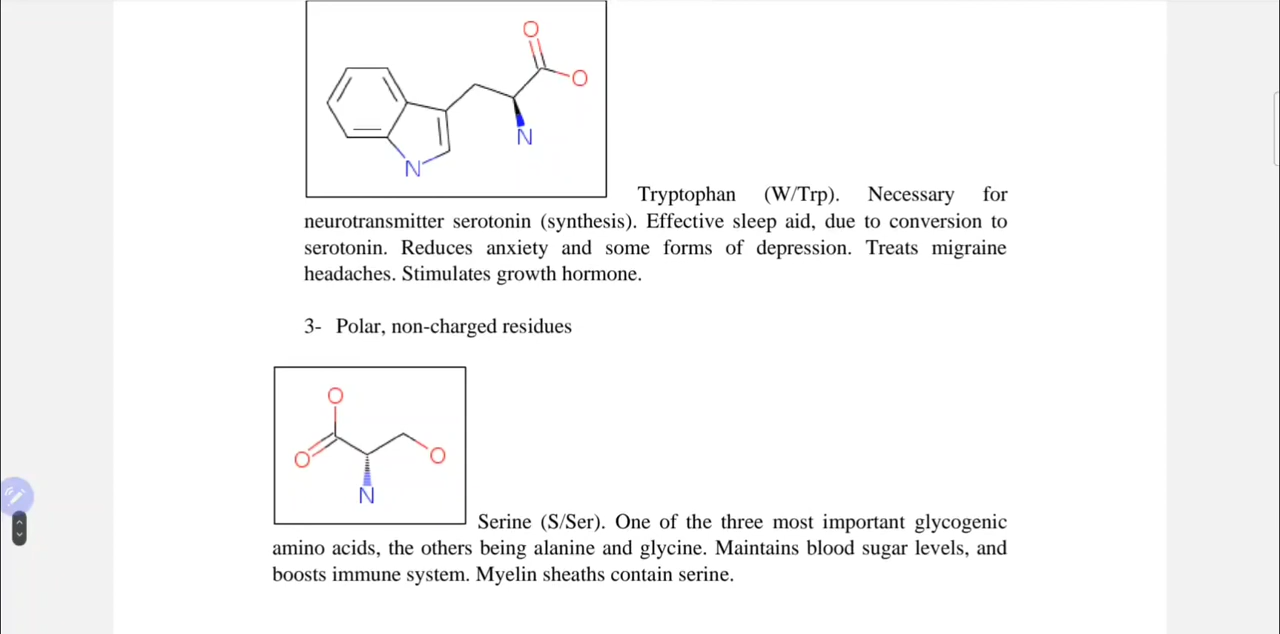 O
O
N
N
Tryptophan (W/Trp). Necessary for
neurotransmitter serotonin (synthesis). Effective sleep aid, due to conversion to
serotonin. Reduces anxiety and some forms of depression. Treats migraine
headaches. Stimulates growth hormone.
3- Polar, non-charged residues
O
O
O
N
Serine (S/Ser). One of the three most important glycogenic
amino acids, the others being alanine and glycine. Maintains blood sugar levels, and
boosts immune system. Myelin sheaths contain serine.